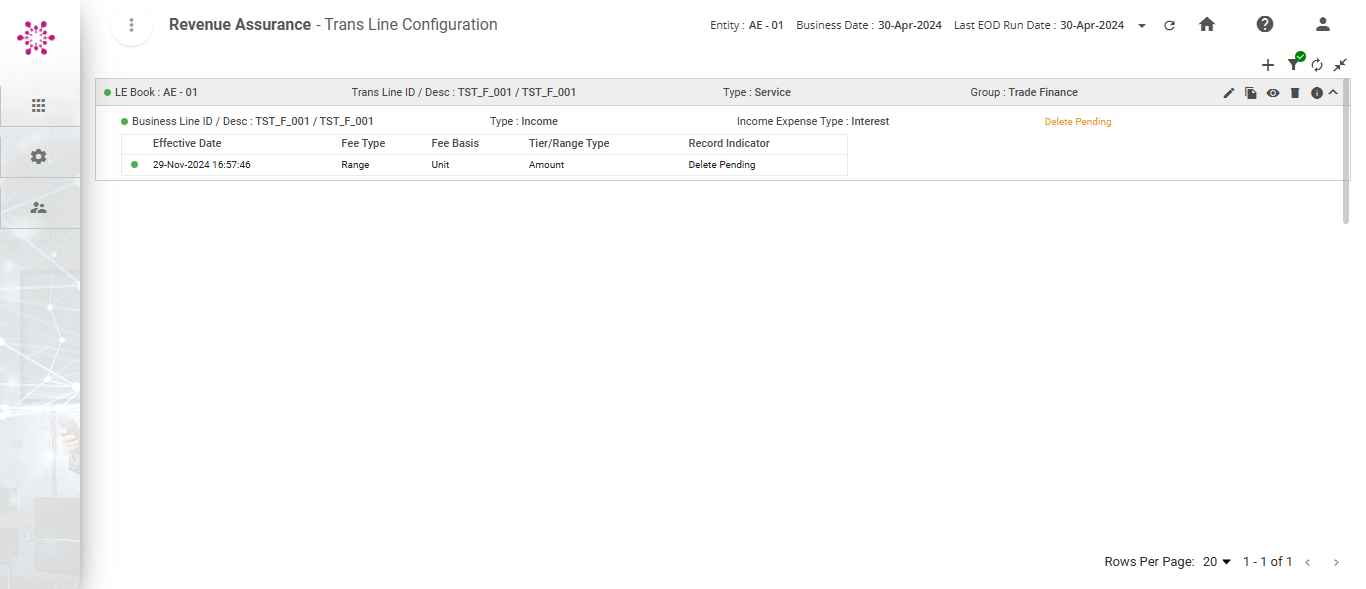 Revenue Assurance - Trans Line Configuration
Entity : AE - 01 Business Date : 30-Apr-2024 Last EOD Run Date : 30-Apr-2024
LE Book : AE - 01 Trans Line ID / Desc : TST_F_001 / TST_F_001 Type : Service Group : Trade Finance
Business Line ID / Desc : TST_F_001 / TST_F_001 Type : Income Income Expense Type : Interest Delete Pending
Effective Date Fee Type Fee Basis Tier/Range Type Record Indicator
29-Nov-2024 16:57:46 Range Unit Amount Delete Pending
Rows Per Page: 20 1 - 1 of 1